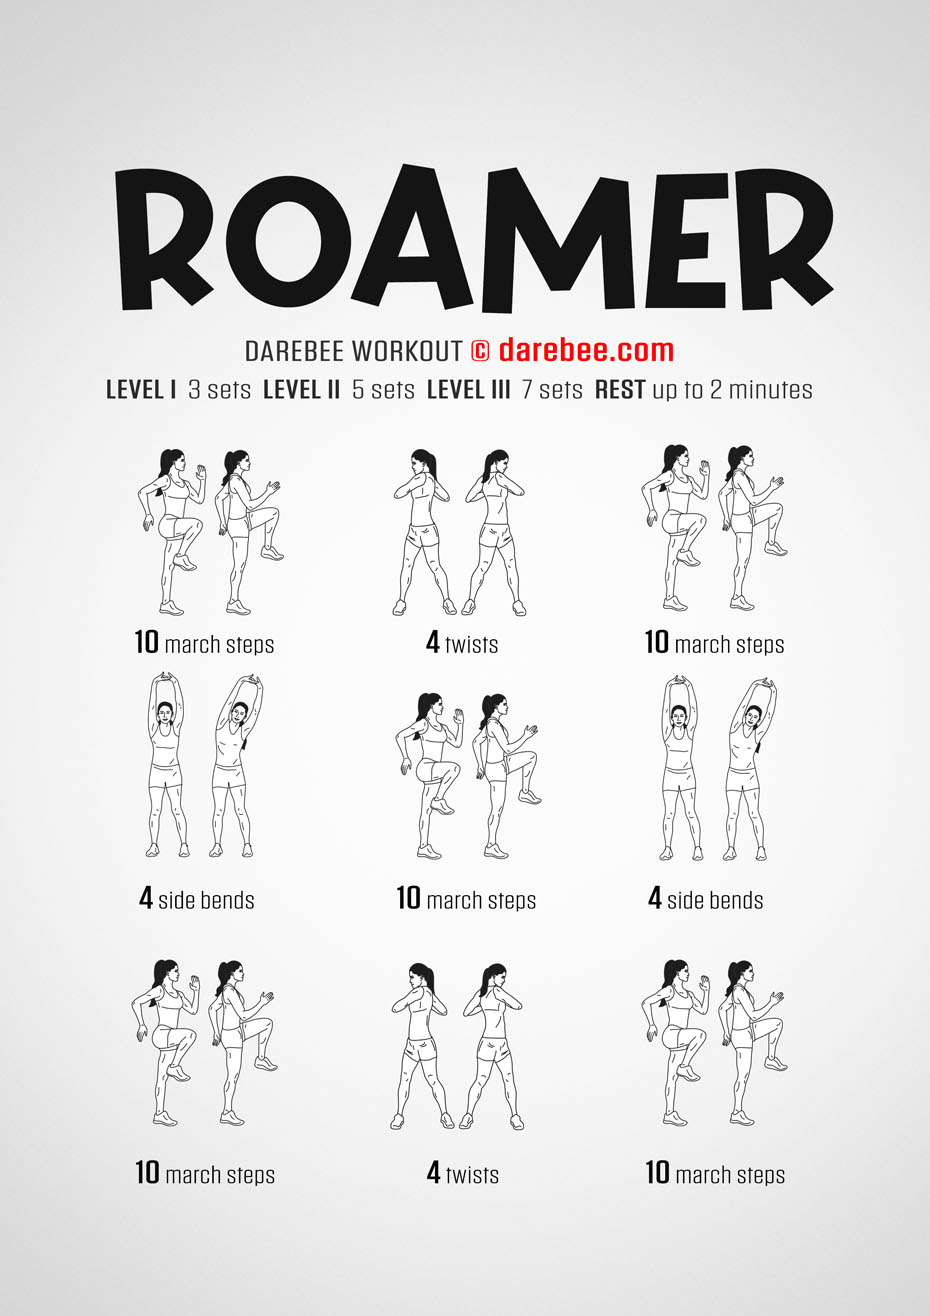 ROAMER
DAREBEE WORKOUT © darebee.com
LEVEL I 3 sets LEVEL II 5 sets LEVEL III 7 sets REST up to 2 minutes
10 march steps
4 twists
10 march steps
4 side bends
10 march steps
4 side bends
10 march steps
4 twists
10 march steps